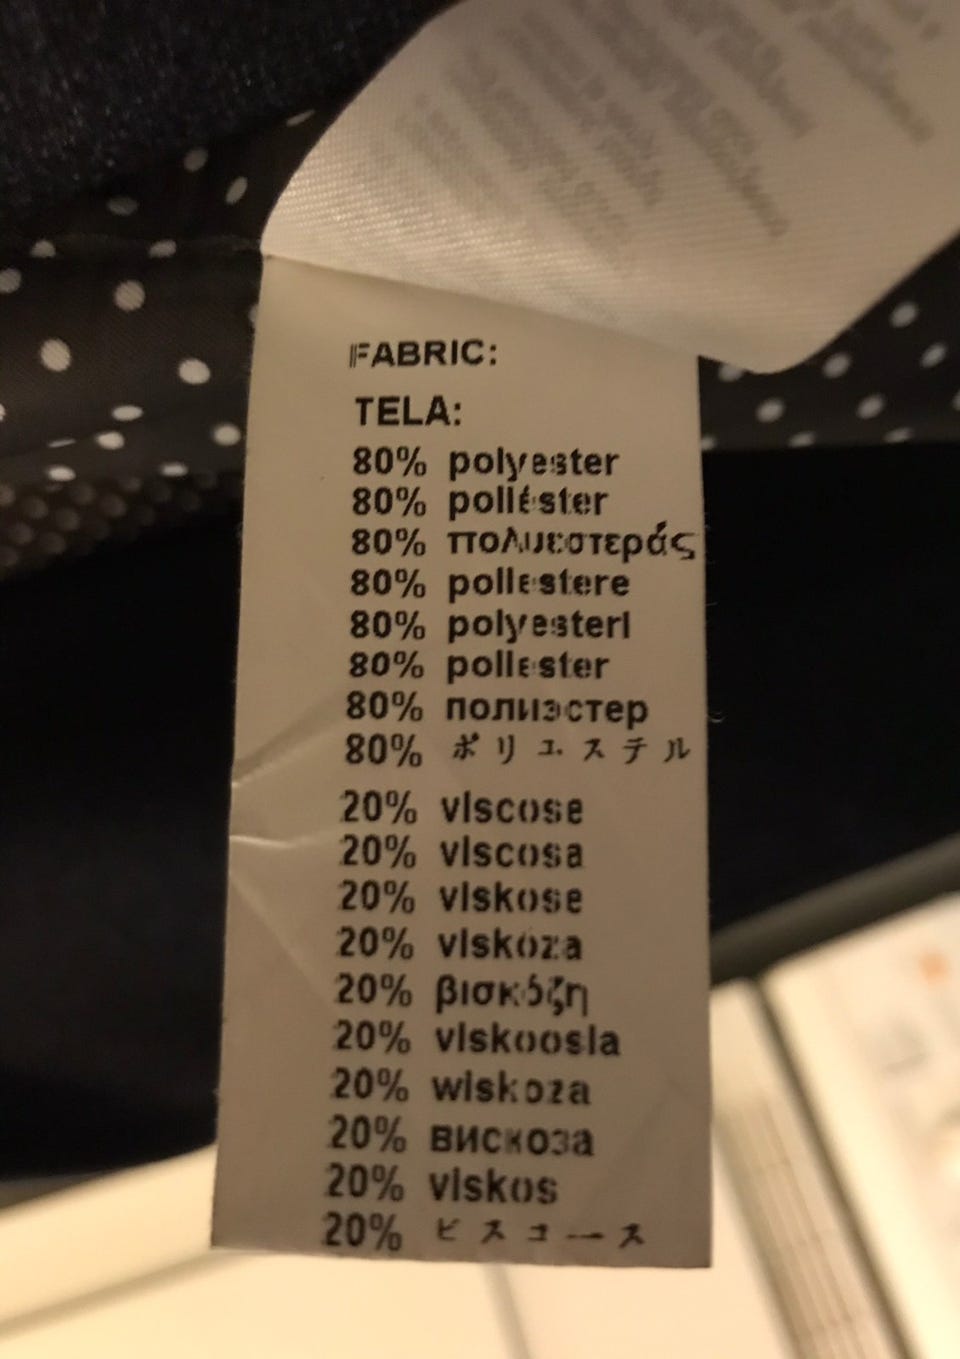 FABRIC:
TELA:
80% polyester
80% poliéster
80% πολυεστεράς
80% poliestere
80% polyesteri
80% poliester
80% полиэстер
80% ポリエステル
20% viscose
20% viscosa
20% viskose
20% viskoza
20% βισκόζη
20% viskoosia
20% wiskoza
20% вискоза
20% viskos
20% ビスコース